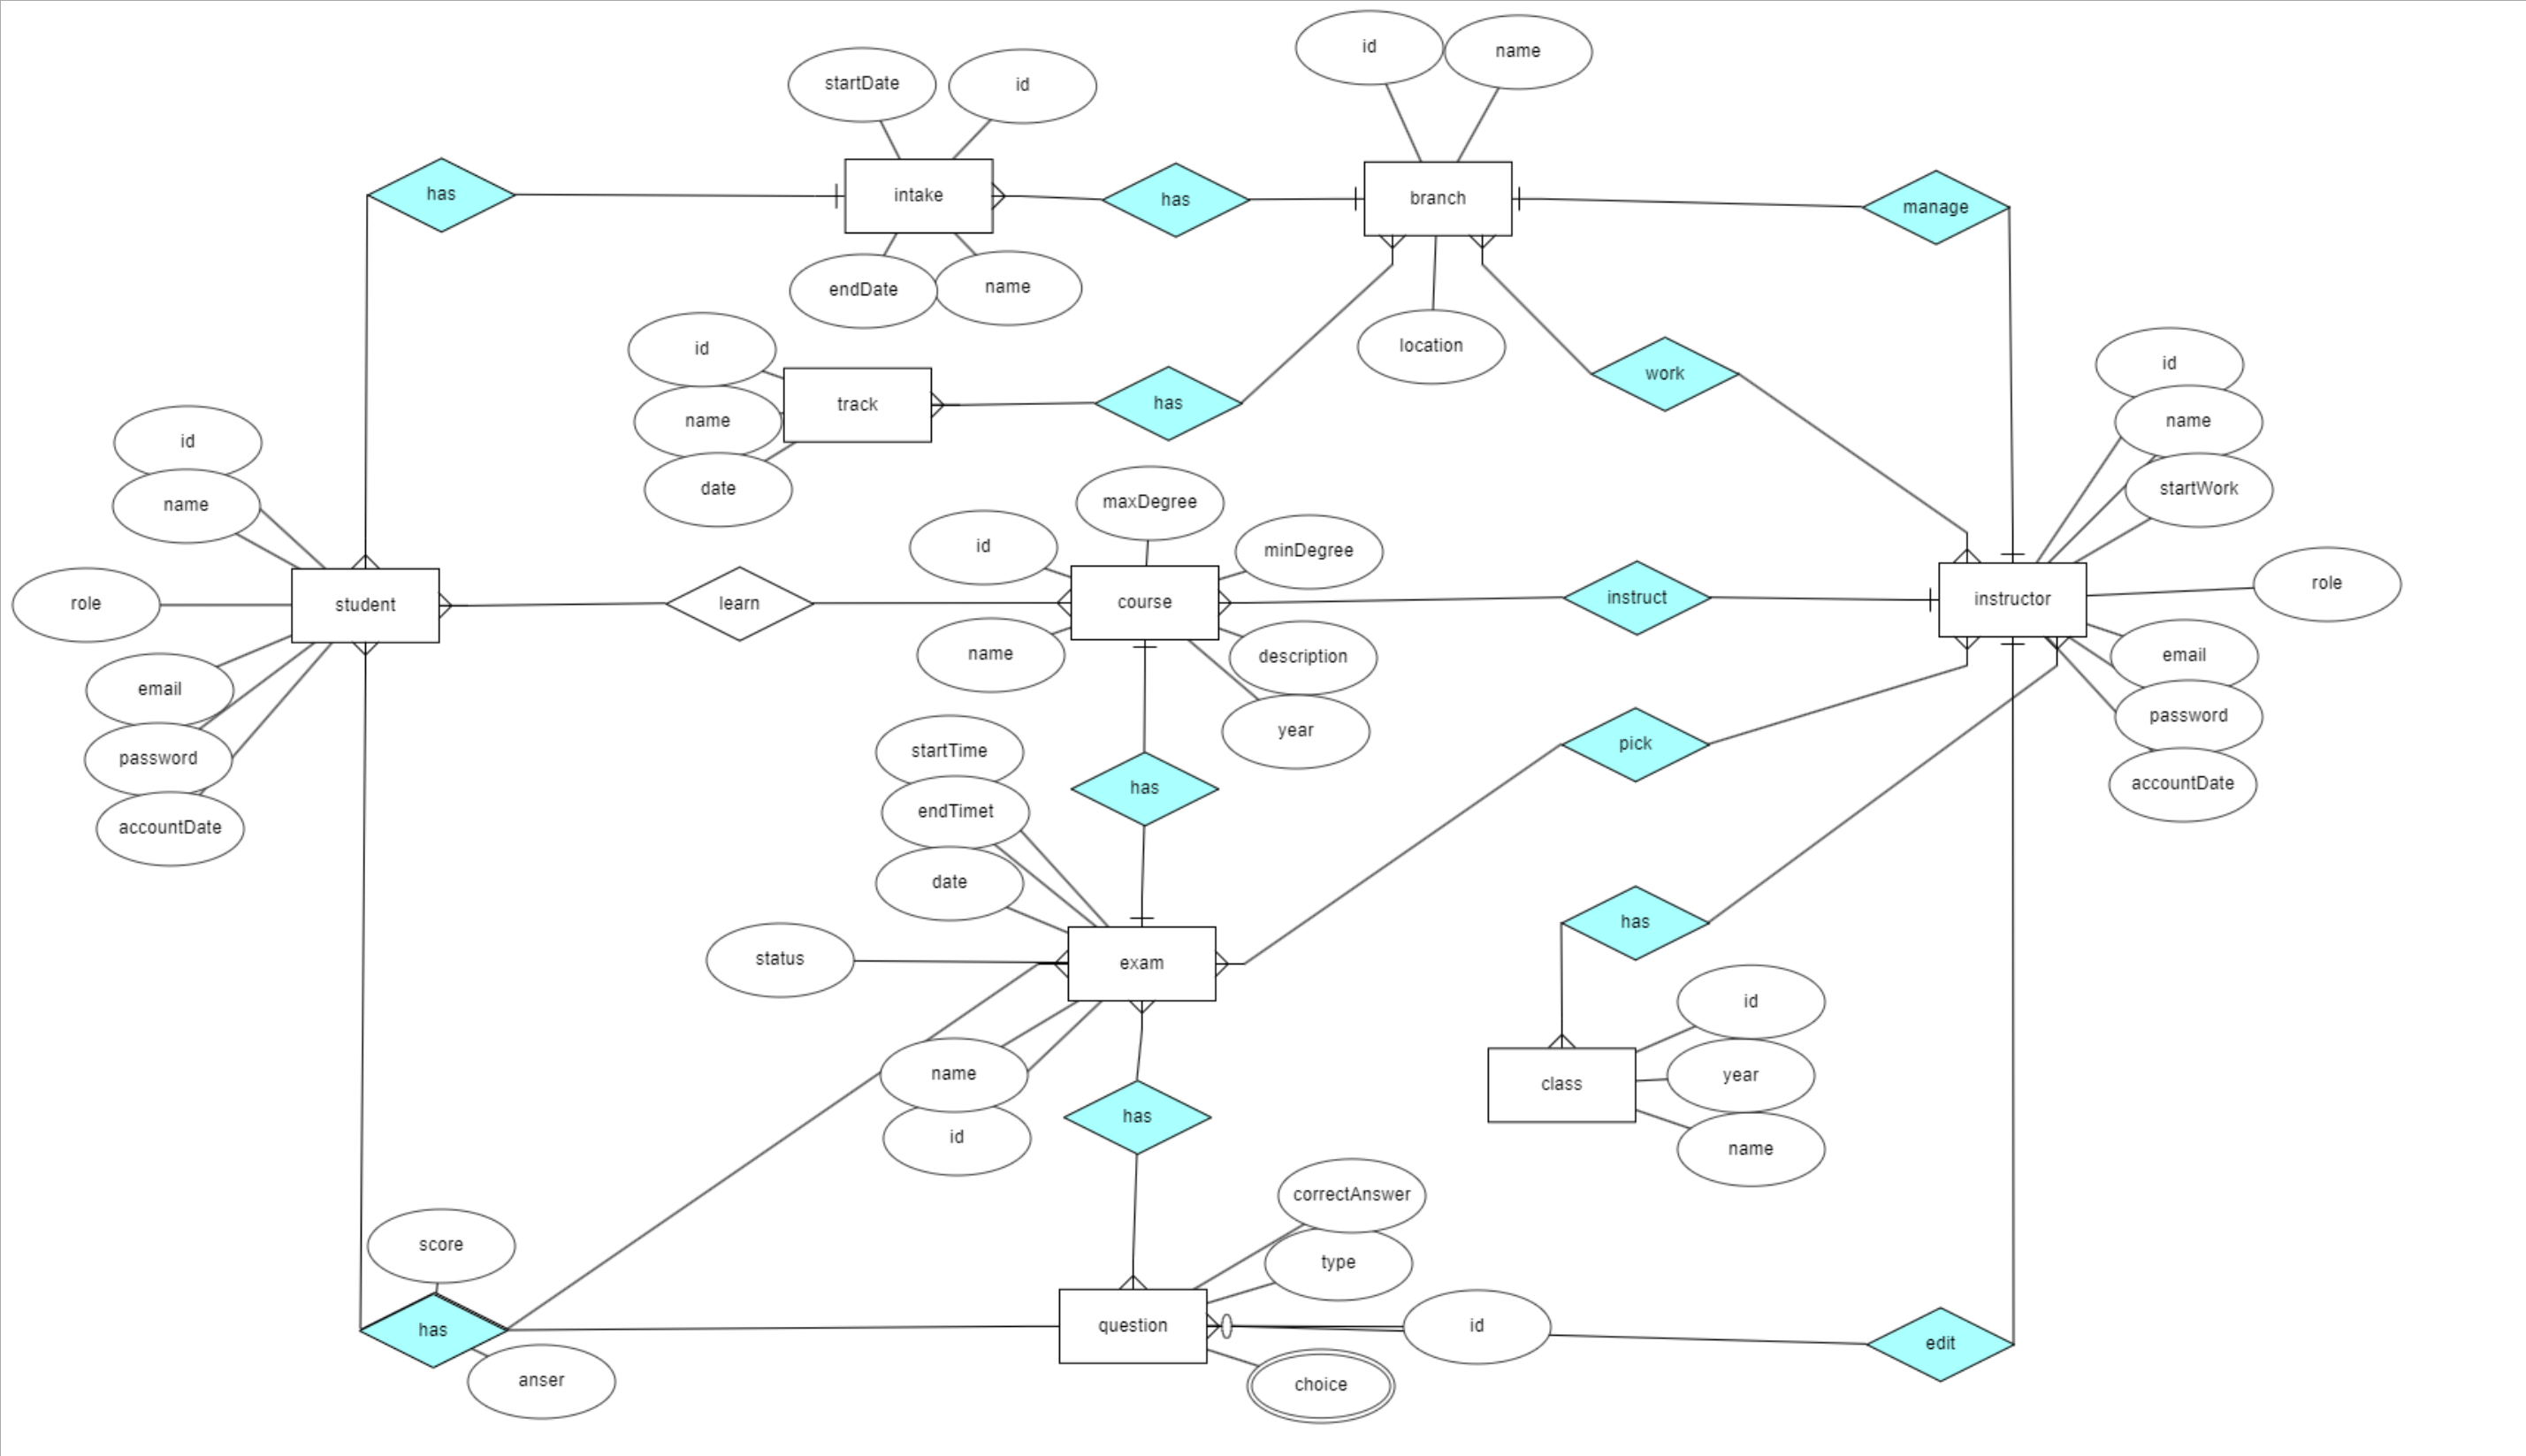 id
name
startDate
id
has
intake
has
branch
manage
endDate
name
location
id
name
date
track
has
work
id
name
startWork
id
name
role
email
password
accountDate
student
learn
id
maxDegree
minDegree
course
name
description
year
instruct
instructor
role
email
password
accountDate
has
startTime
endTimet
date
status
exam
pick
has
name
id
has
id
year
name
class
score
has
anser
correctAnswer
type
question
id
choice
edit